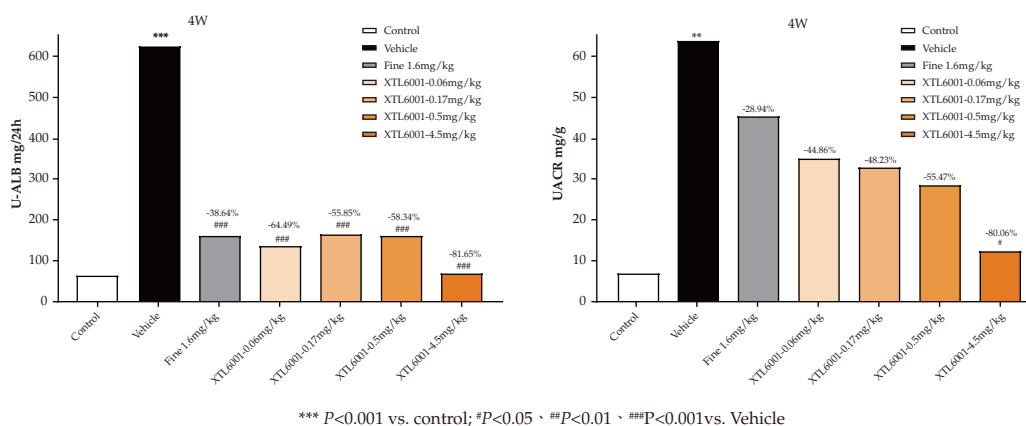 4W
***
Control
Vehicle
Fine 1.6mg/kg
XTL6001-0.06mg/kg
XTL6001-0.17mg/kg
XTL6001-0.5mg/kg
XTL6001-4.5mg/kg
U-ALB mg/24h
600
500
400
300
200
100
0
-38.64%
###
-64.49%
###
-55.85%
###
-58.34%
###
-81.65%
###
Control
Vehicle
Fine 1.6mg/kg
XTL6001-0.06mg/kg
XTL6001-0.17mg/kg
XTL6001-0.5mg/kg
XTL6001-4.5mg/kg
4W
**
Control
Vehicle
Fine 1.6mg/kg
XTL6001-0.06mg/kg
XTL6001-0.17mg/kg
XTL6001-0.5mg/kg
XTL6001-4.5mg/kg
UACR mg/g
60
50
40
30
20
10
0
-28.94%
-44.86%
-48.23%
-55.47%
-80.06%
#
Control
Vehicle
Fine 1.6mg/kg
XTL6001-0.06mg/kg
XTL6001-0.17mg/kg
XTL6001-0.5mg/kg
XTL6001-4.5mg/kg
*** P<0.001 vs. control; #P<0.05、##P<0.01、###P<0.001vs. Vehicle